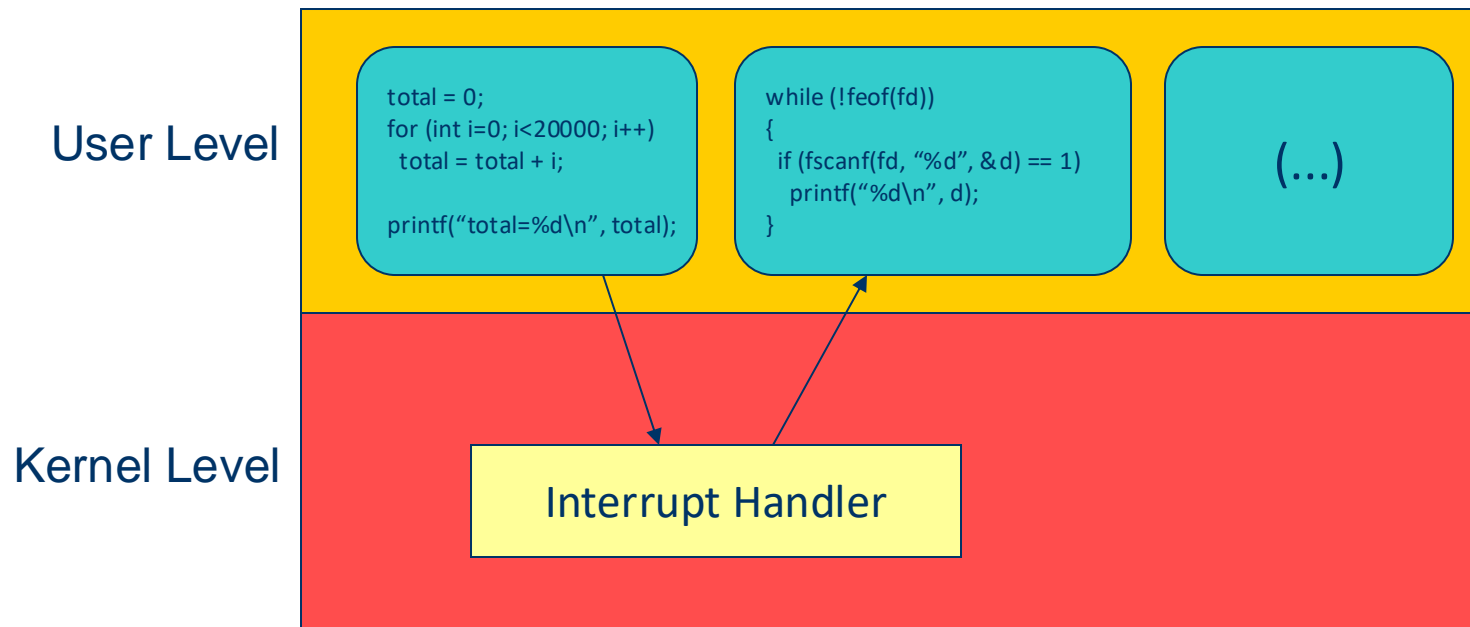 User Level
total = 0;
for (int i=0; i<20000; i++)
total = total + i;
printf(“total=%d\n”, total);
while (!feof(fd))
{
if (fscanf(fd, “%d”, &d) == 1)
printf(“%d\n”, d);
}
(…)
Kernel Level
Interrupt Handler